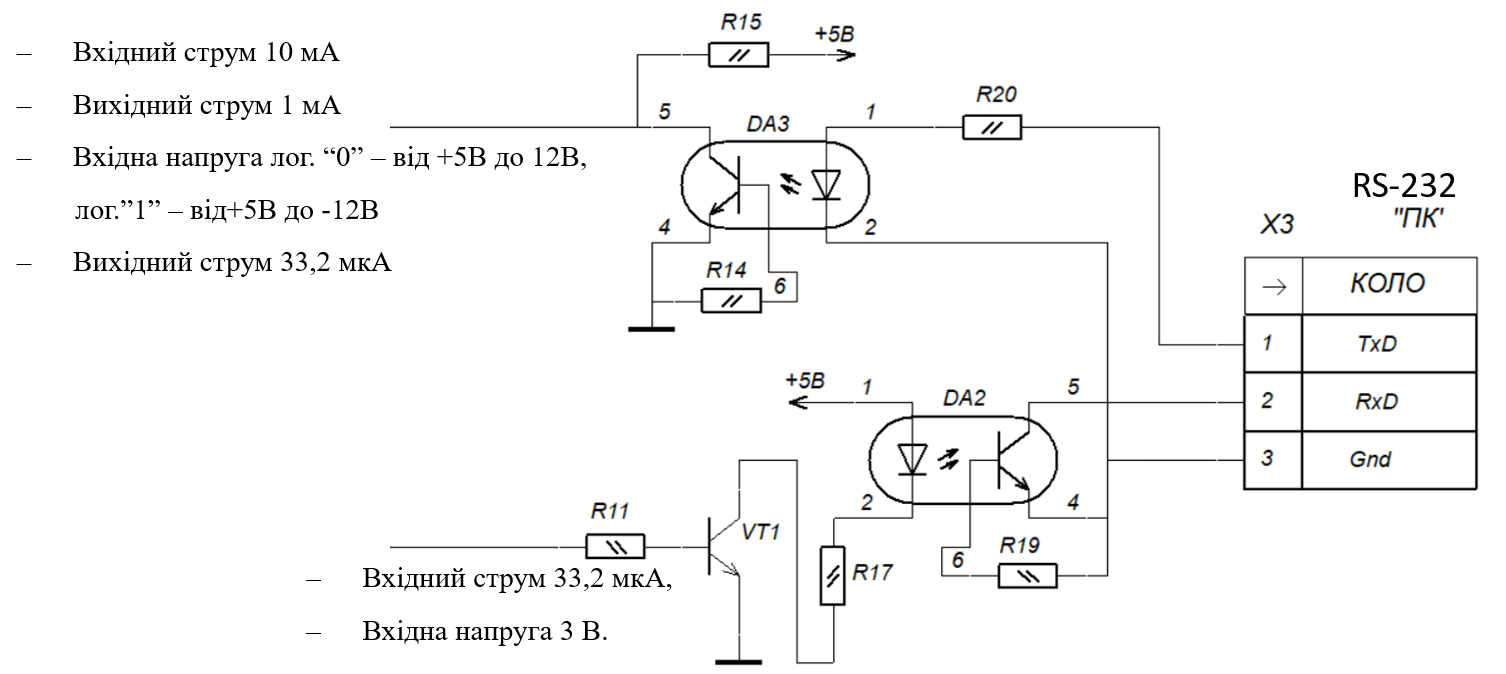 – Вхідний струм 10 мА
– Вихідний струм 1 мА
– Вхідна напруга лог. “0” – від +5В до 12В,
лог.”1” – від+5В до -12В
– Вихідний струм 33,2 мкА
R15
+5В
5
DA3
1
R20
4
2
R14
6
RS-232
X3
"ПК'
→ КОЛО
1 TxD
2 RxD
3 Gnd
+5В
1
DA2
5
2
4
R11
VT1
R17
6
R19
– Вхідний струм 33,2 мкА,
– Вхідна напруга 3 В.